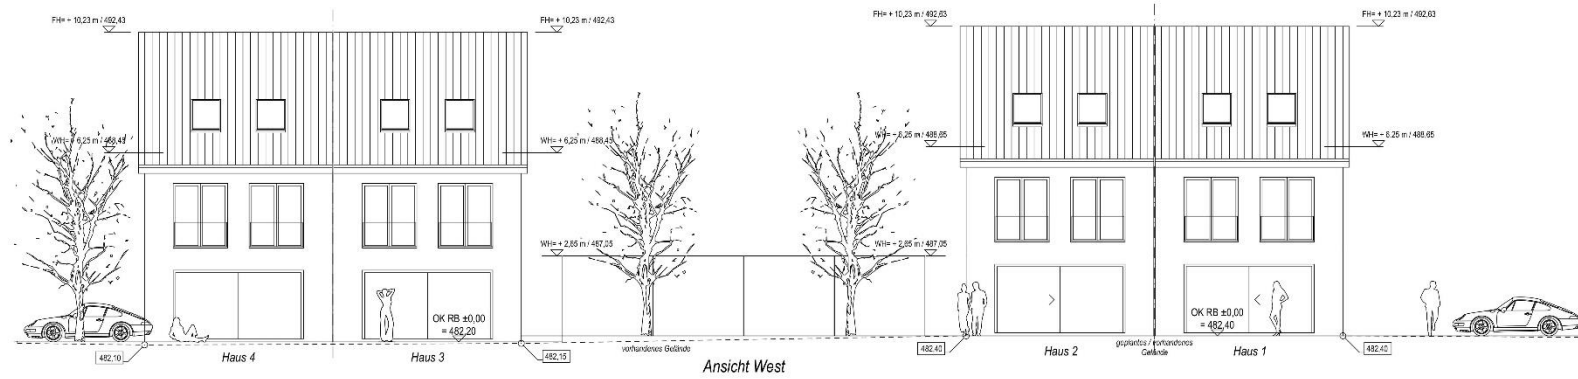 FH= + 10,23 m / 492,43
FH= + 10,23 m / 492,43
FH= + 10,23 m / 492,63
FH= + 10,23 m / 492,63
WH= + 6,25 m / 488,45
WH= + 6,25 m / 488,45
WH= + 6,25 m / 488,65
WH= + 6,25 m / 488,65
WH= + 2,65 m / 487,05
WH= + 2,65 m / 487,05
OK RB ±0,00
= 482,20
OK RB ±0,00
= 482,40
482,10
Haus 4
Haus 3
482,15
vorhandenes Gelände
Ansicht West
482,40
Haus 2
geplantes / vorhandenes
Gelände
Haus 1
482,40